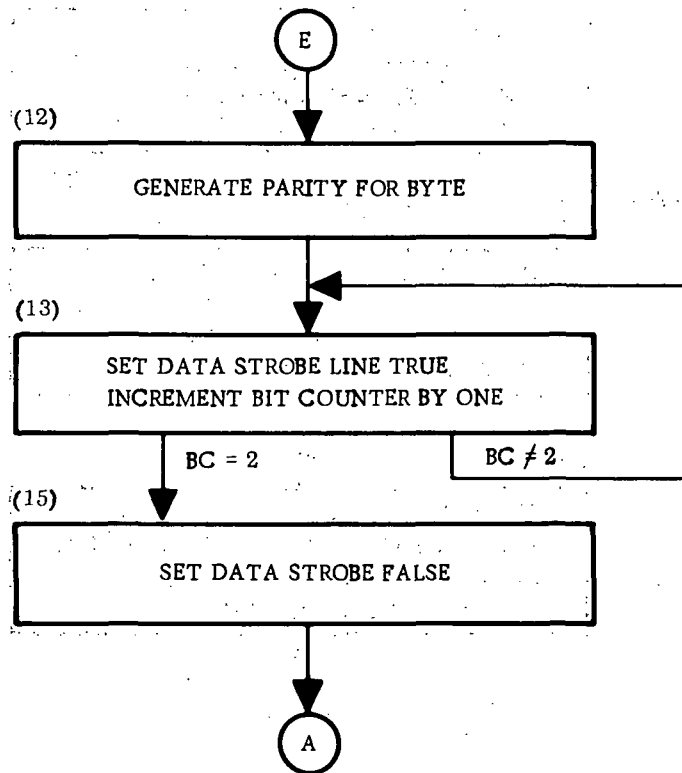 E
(12)
GENERATE PARITY FOR BYTE
(13)
SET DATA STROBE LINE TRUE
INCREMENT BIT COUNTER BY ONE
BC = 2
BC ≠ 2
(15)
SET DATA STROBE FALSE
A